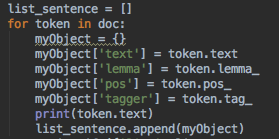 list_sentence = []
for token in doc:
    myObject = {}
    myObject['text'] = token.text
    myObject['lemma'] = token.lemma_
    myObject['pos'] = token.pos_
    myObject['tagger'] = token.tag_
    print(token.text)
    list_sentence.append(myObject)